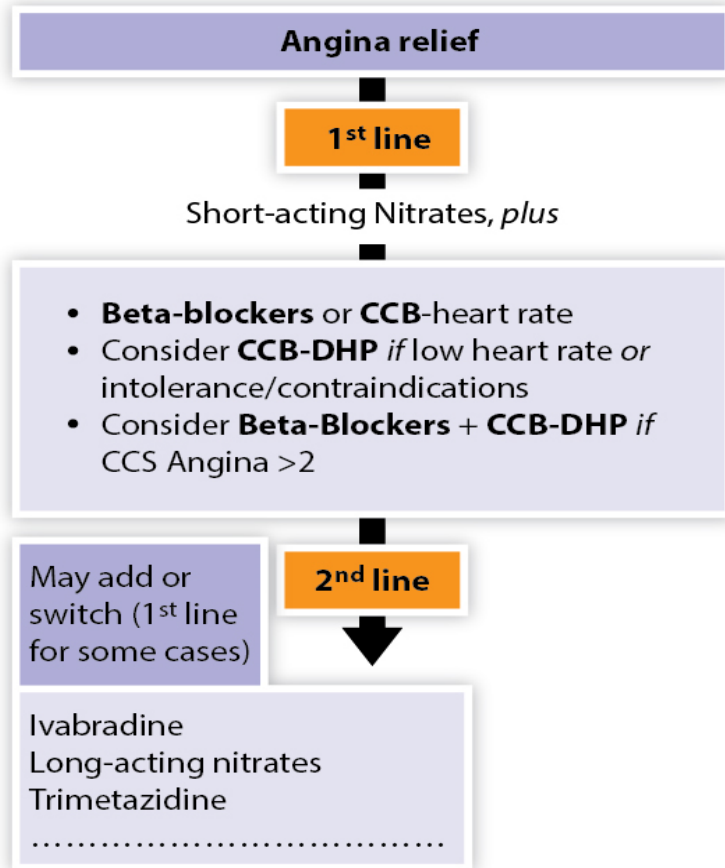 Angina relief
1st line
Short-acting Nitrates, plus
• Beta-blockers or CCB-heart rate
• Consider CCB-DHP if low heart rate or
intolerance/contraindications
• Consider Beta-Blockers + CCB-DHP if
CCS Angina >2
May add or
switch (1st line
for some cases)
2nd line
Ivabradine
Long-acting nitrates
Trimetazidine
....................................